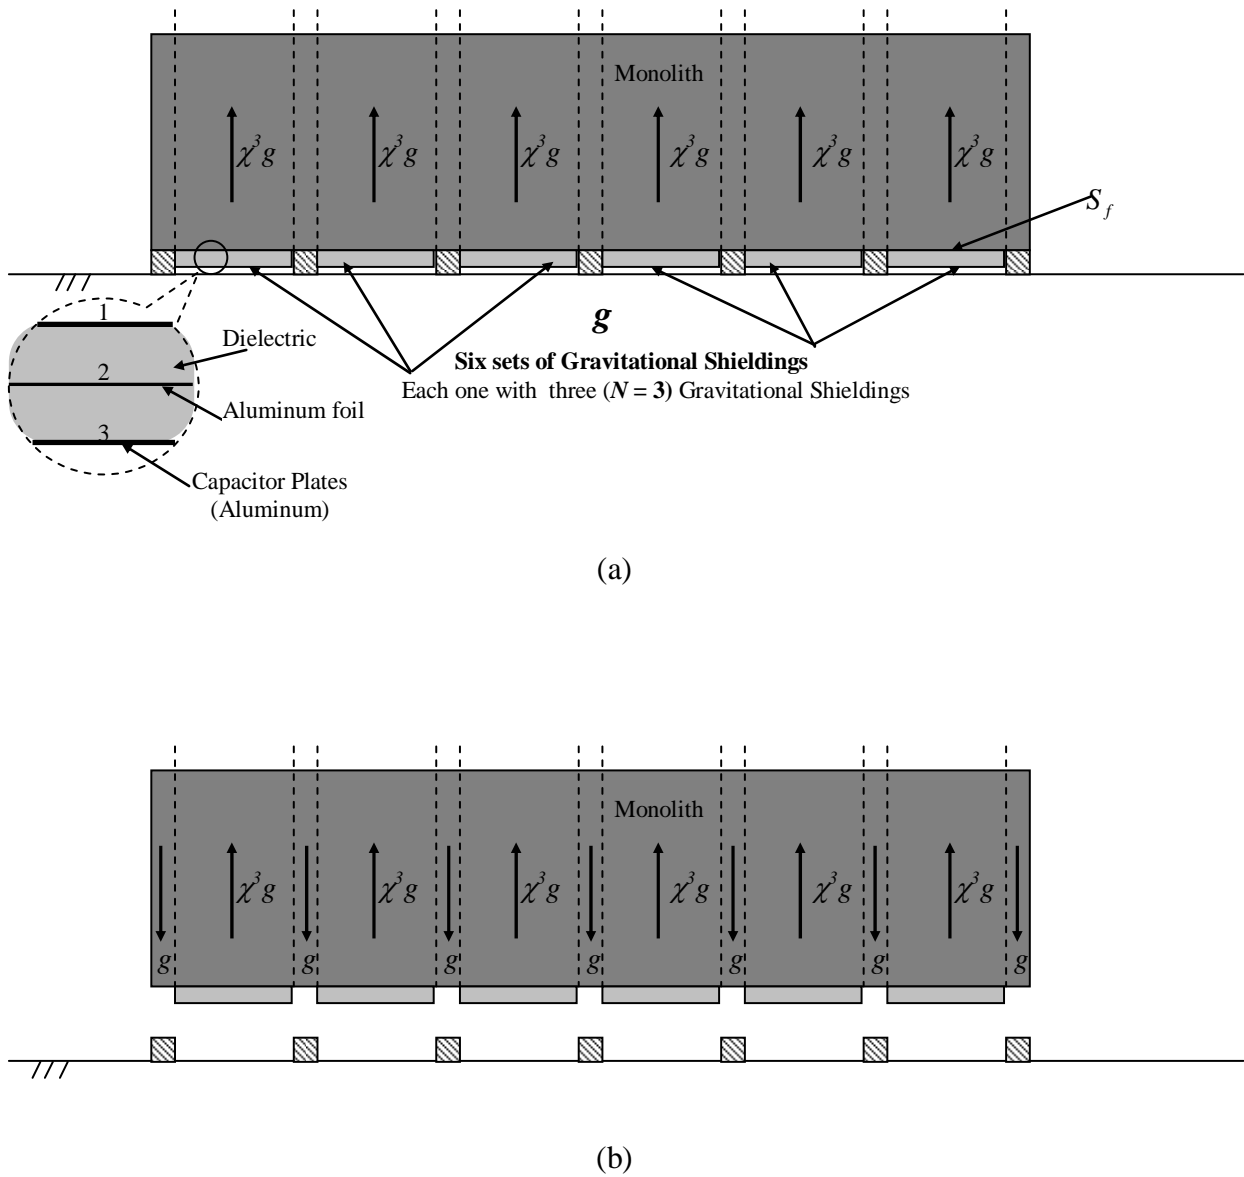 Monolith
χ³g χ³g χ³g χ³g χ³g χ³g
S_f
1
Dielectric
2
Aluminum foil
3
Capacitor Plates
(Aluminum)
g
Six sets of Gravitational Shieldings
Each one with three (N = 3) Gravitational Shieldings
(a)
Monolith
χ³g χ³g χ³g χ³g χ³g χ³g
g g g g g g g
(b)